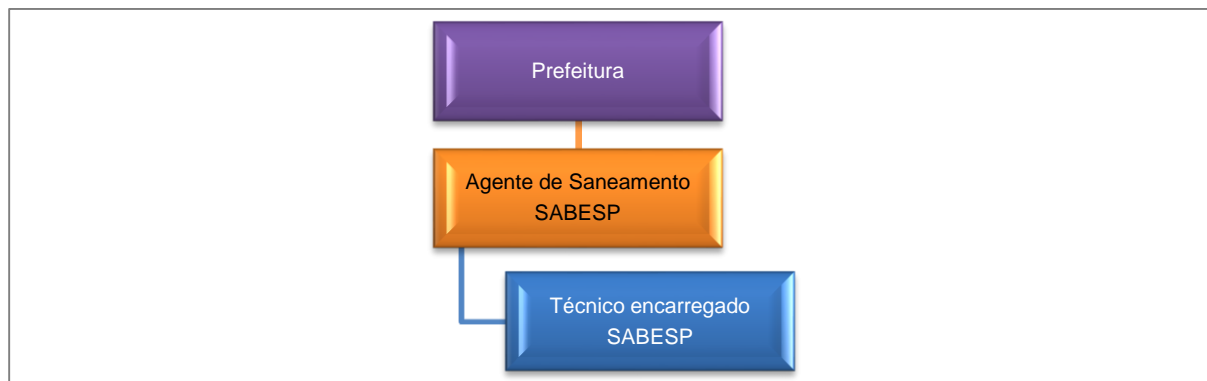 Prefeitura
Agente de Saneamento
SABESP
Técnico encarregado
SABESP